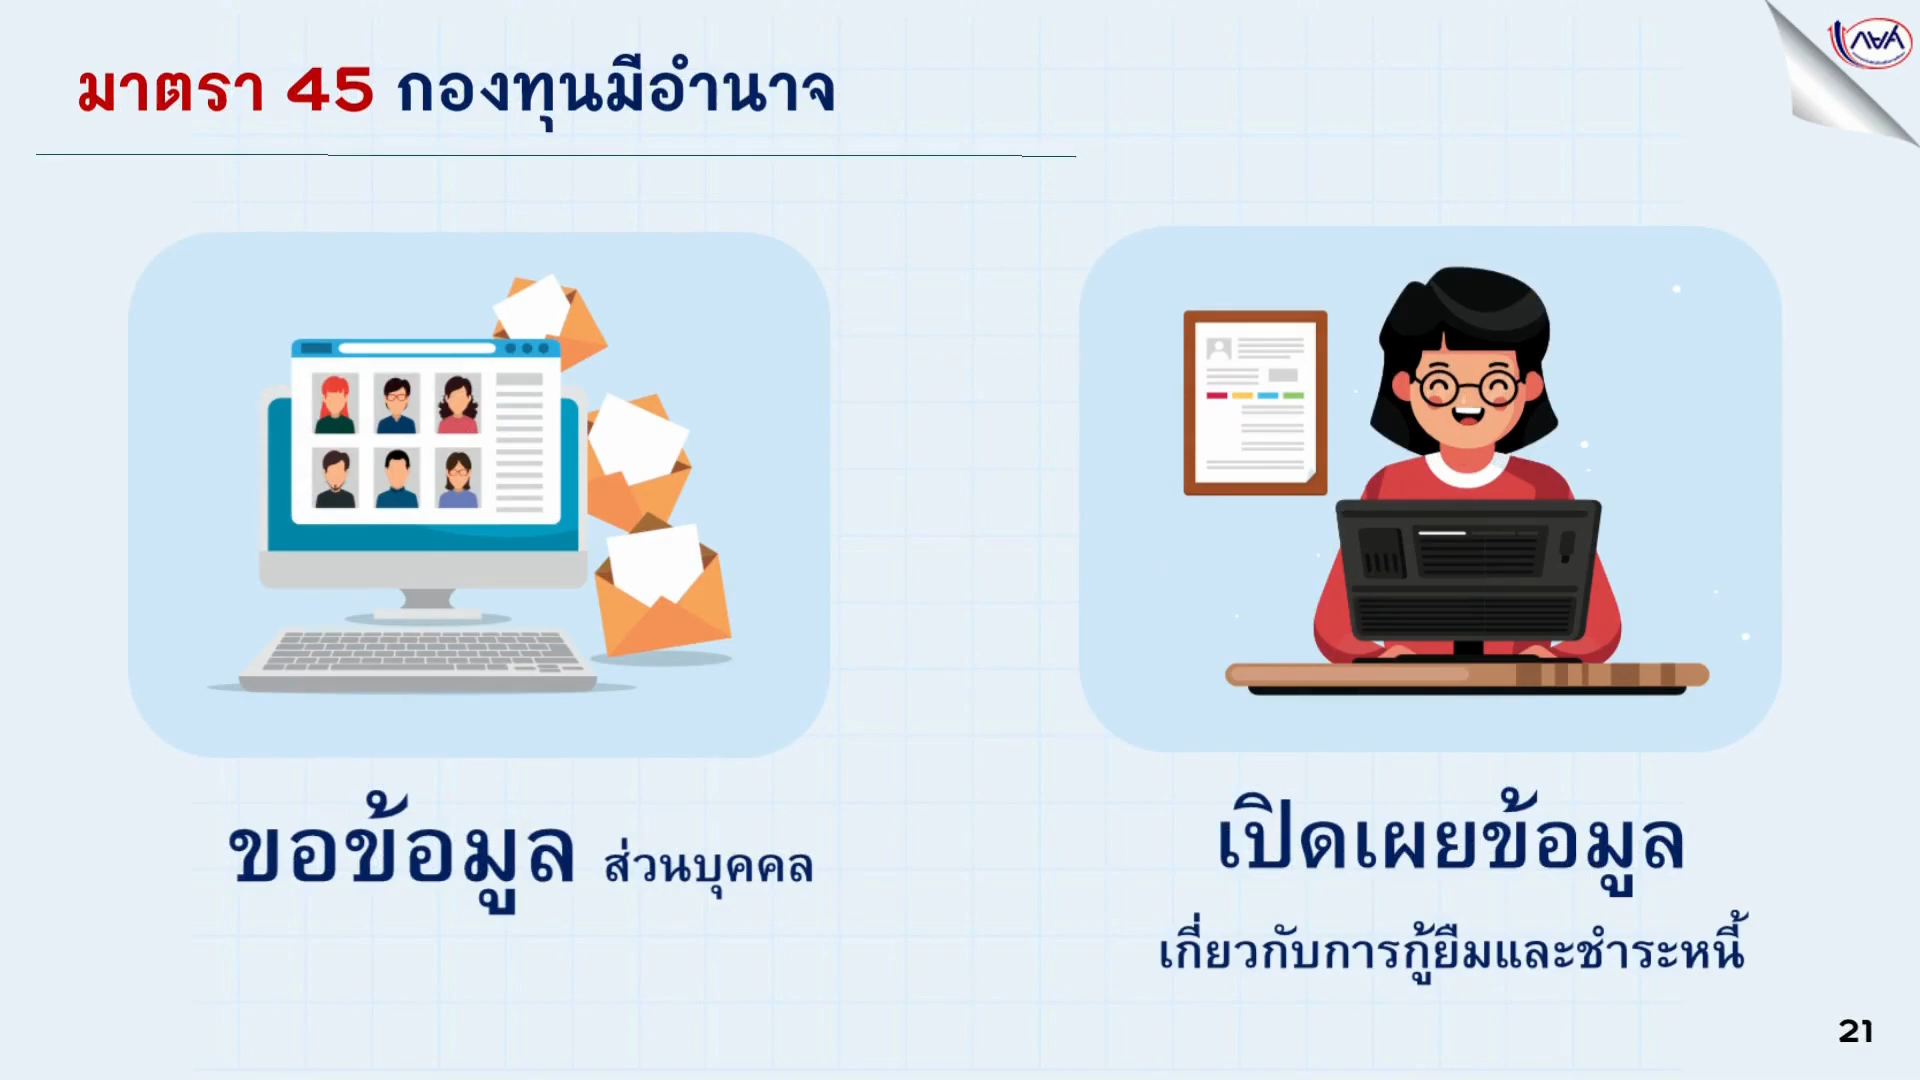 มาตรา 45 กองทุนมีอำนาจ
กยศ
ขอข้อมูล ส่วนบุคคล
เปิดเผยข้อมูล
เกี่ยวกับการกู้ยืมและชำระหนี้
21